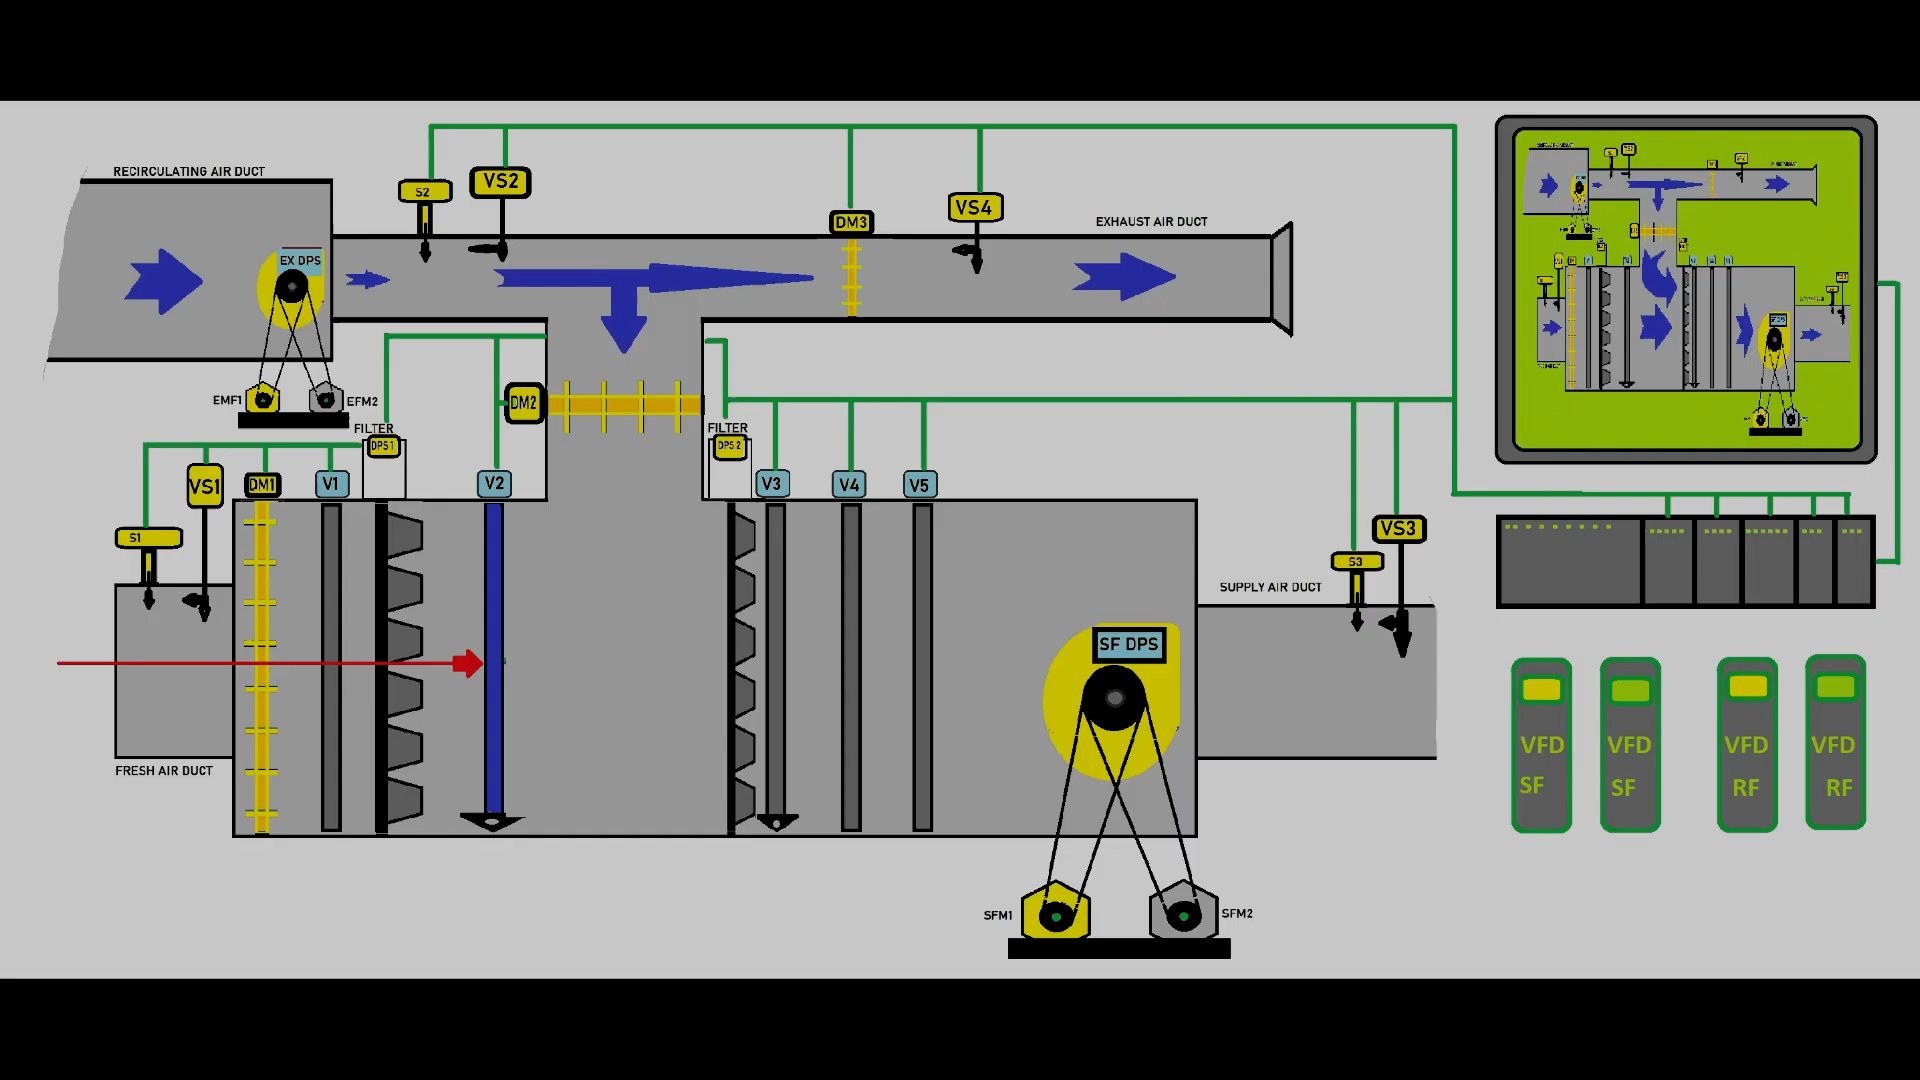 RECIRCULATING AIR DUCT
S2
VS2
VS4
DM3
EXHAUST AIR DUCT
EX DPS
EMF1
EFM2
DM2
FILTER
DPS 1
FILTER
DPS 2
VS1
DM1
V1
V2
V3
V4
V5
S1
VS3
S3
SUPPLY AIR DUCT
SF DPS
FRESH AIR DUCT
SFM1
SFM2
VFD
SF
VFD
SF
VFD
RF
VFD
RF